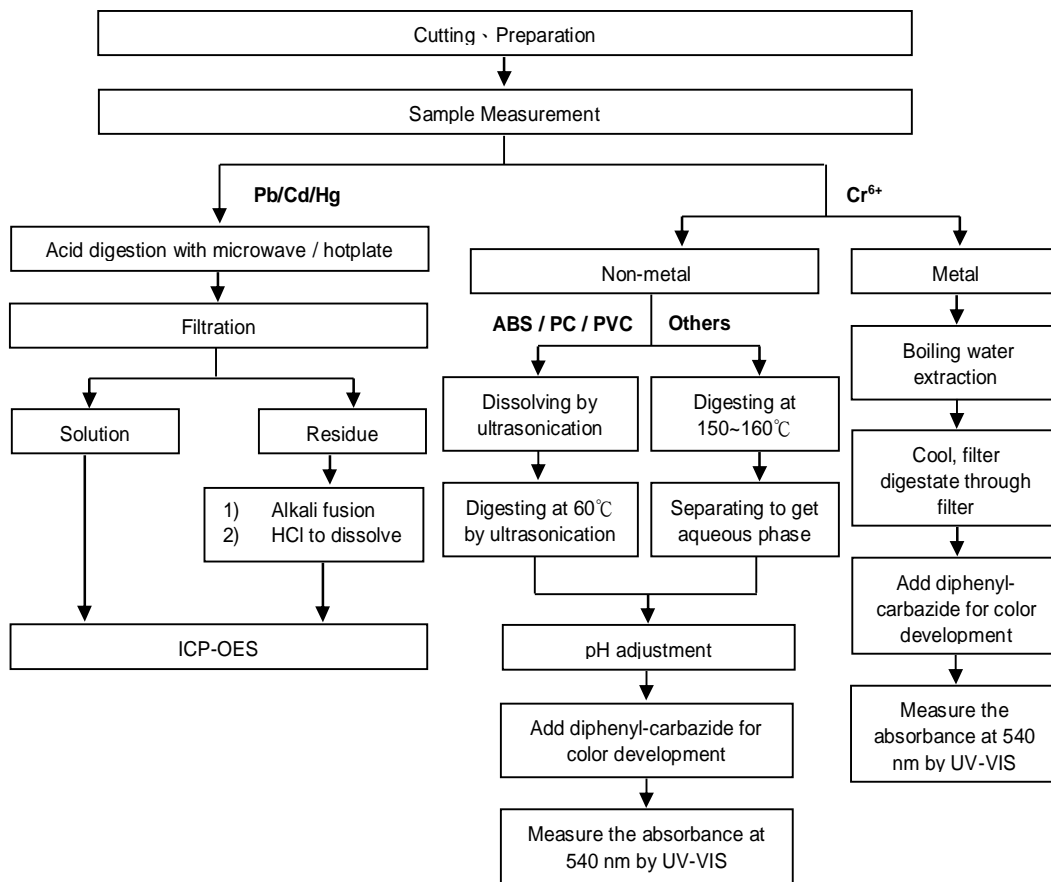 Cutting、Preparation
Sample Measurement
Pb/Cd/Hg
Cr⁶⁺
Acid digestion with microwave / hotplate
Non-metal
Metal
Filtration
ABS / PC / PVC
Others
Boiling water
extraction
Solution
Residue
Dissolving by
ultrasonication
Digesting at
150~160℃
Cool, filter
digestate through
filter
1) Alkali fusion
2) HCl to dissolve
Digesting at 60℃
by ultrasonication
Separating to get
aqueous phase
Add diphenyl-
carbazide for color
development
ICP-OES
pH adjustment
Measure the
absorbance at 540
nm by UV-VIS
Add diphenyl-carbazide for
color development
Measure the absorbance at
540 nm by UV-VIS